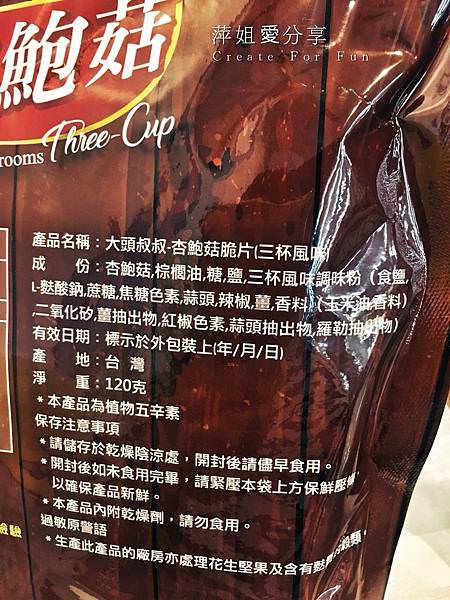 萍姐愛分享
Create For Fun
鮑菇
rooms Three-Cup
產品名稱：大頭叔叔-杏鮑菇脆片(三杯風味)
成　　份：杏鮑菇,棕櫚油,糖,鹽,三杯風味調味粉（食鹽,
L-麩酸鈉,蔗糖,焦糖色素,蒜頭,辣椒,薑,香料（玉米油香料）
,二氧化矽,薑抽出物,紅椒色素,蒜頭抽出物,羅勒抽出物）
有效日期：標示於外包裝上(年/月/日)
產　　地：台 灣
淨　　重：120克
* 本產品為植物五辛素
保存注意事項
* 請儲存於乾燥陰涼處，開封後請儘早食用。
* 開封後如未食用完畢，請緊壓本袋上方保鮮壓條
以確保產品新鮮。
* 本產品內附乾燥劑，請勿食用。
過敏原警語
* 生產此產品的廠房亦處理花生堅果及含有麩質之穀類。
檢驗